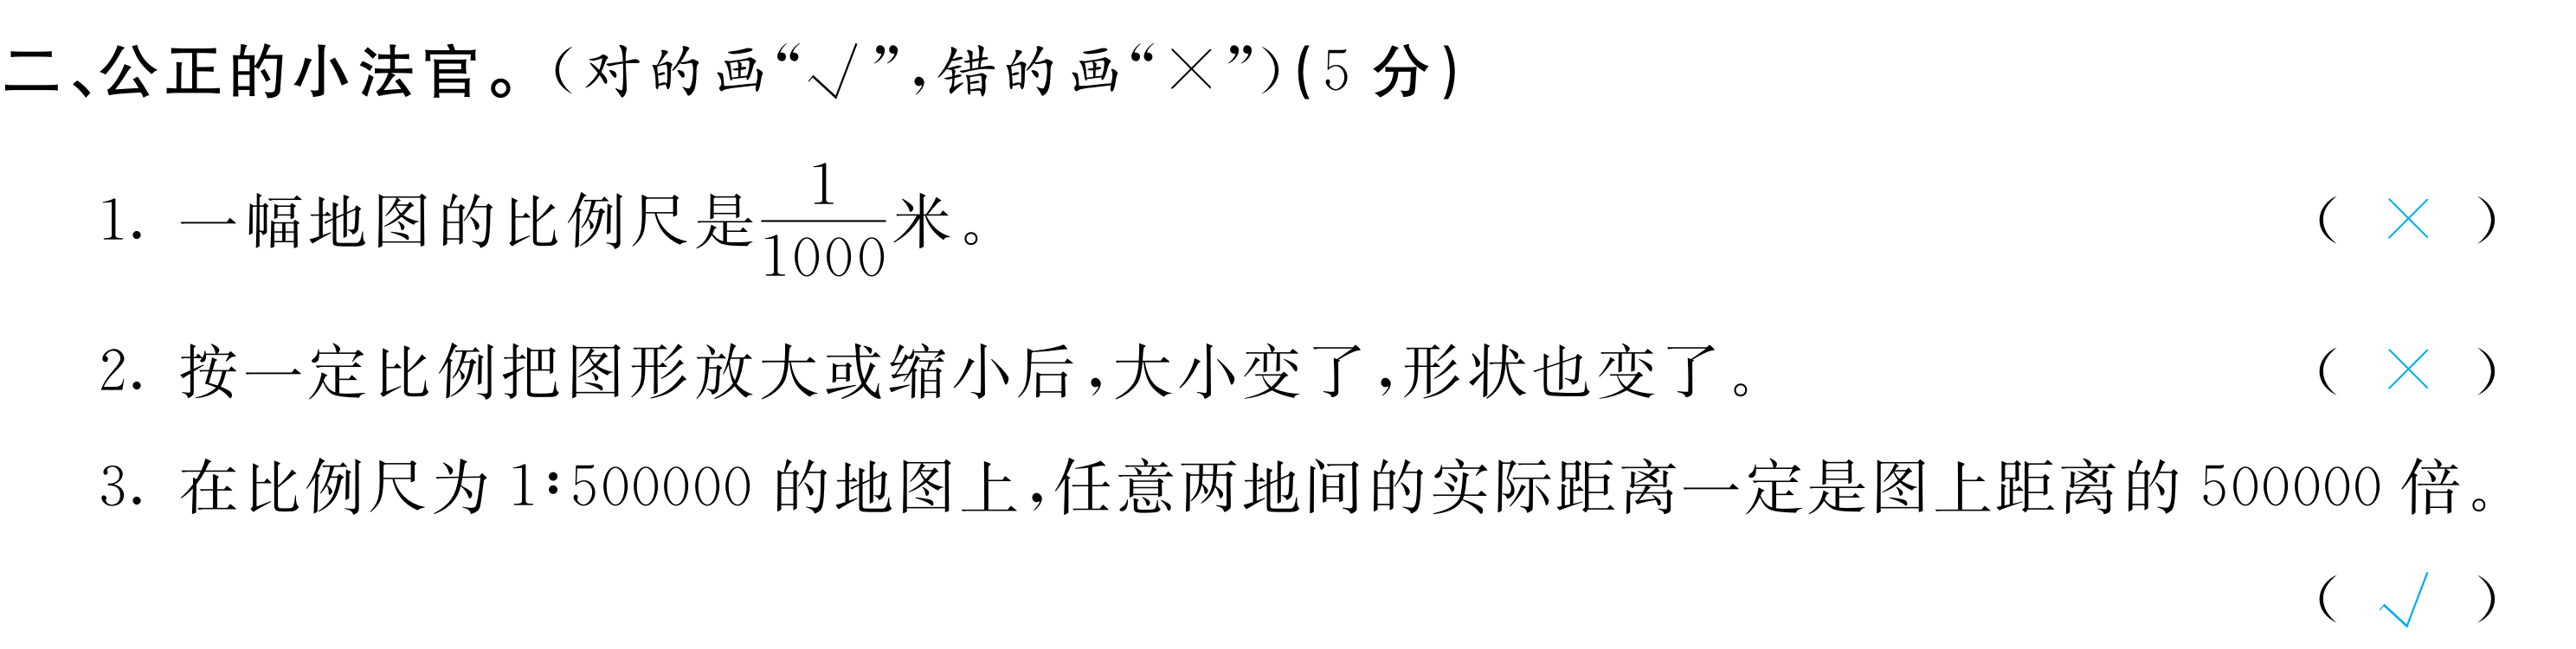 二、公正的小法官。(对的画“√”,错的画“×”)(5 分)
1. 一幅地图的比例尺是1/1000米。 ( × )
2. 按一定比例把图形放大或缩小后,大小变了,形状也变了。 ( × )
3. 在比例尺为 1∶500000 的地图上,任意两地间的实际距离一定是图上距离的 500000 倍。
( √ )